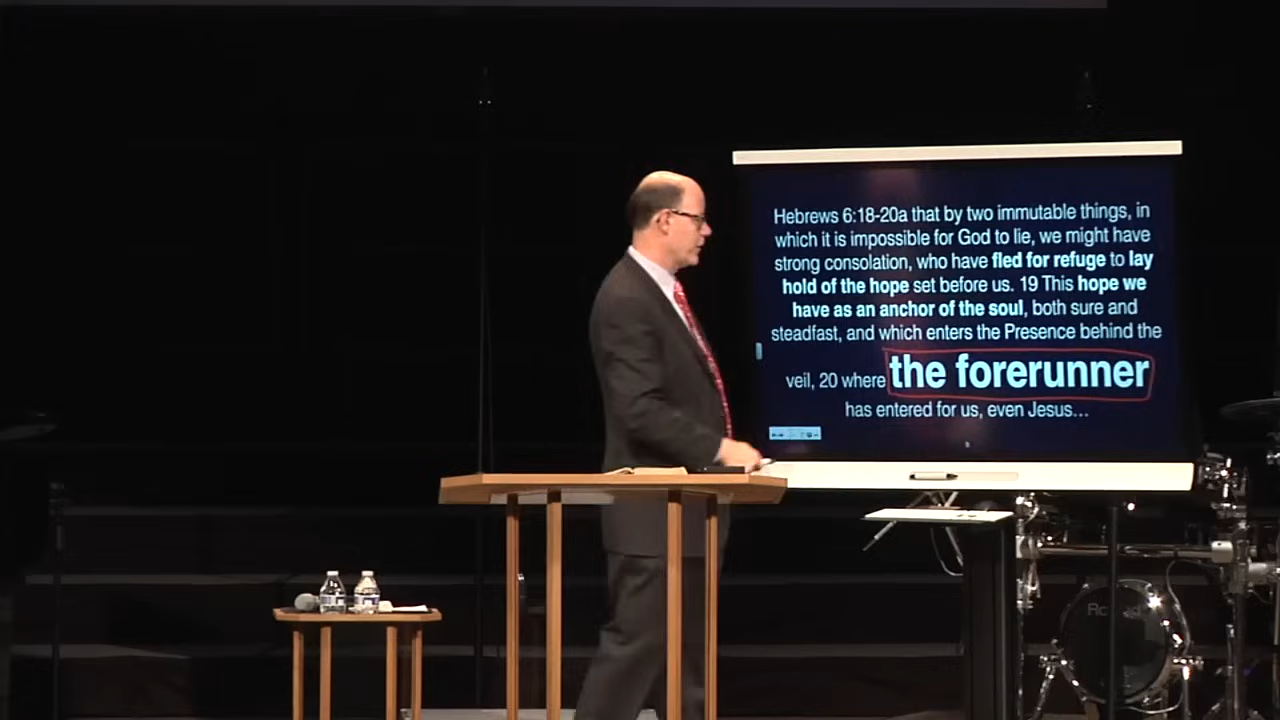 Hebrews 6:18-20a that by two immutable things, in
which it is impossible for God to lie, we might have
strong consolation, who have fled for refuge to lay
hold of the hope set before us. 19 This hope we
have as an anchor of the soul, both sure and
steadfast, and which enters the Presence behind the
veil, 20 where the forerunner
has entered for us, even Jesus...